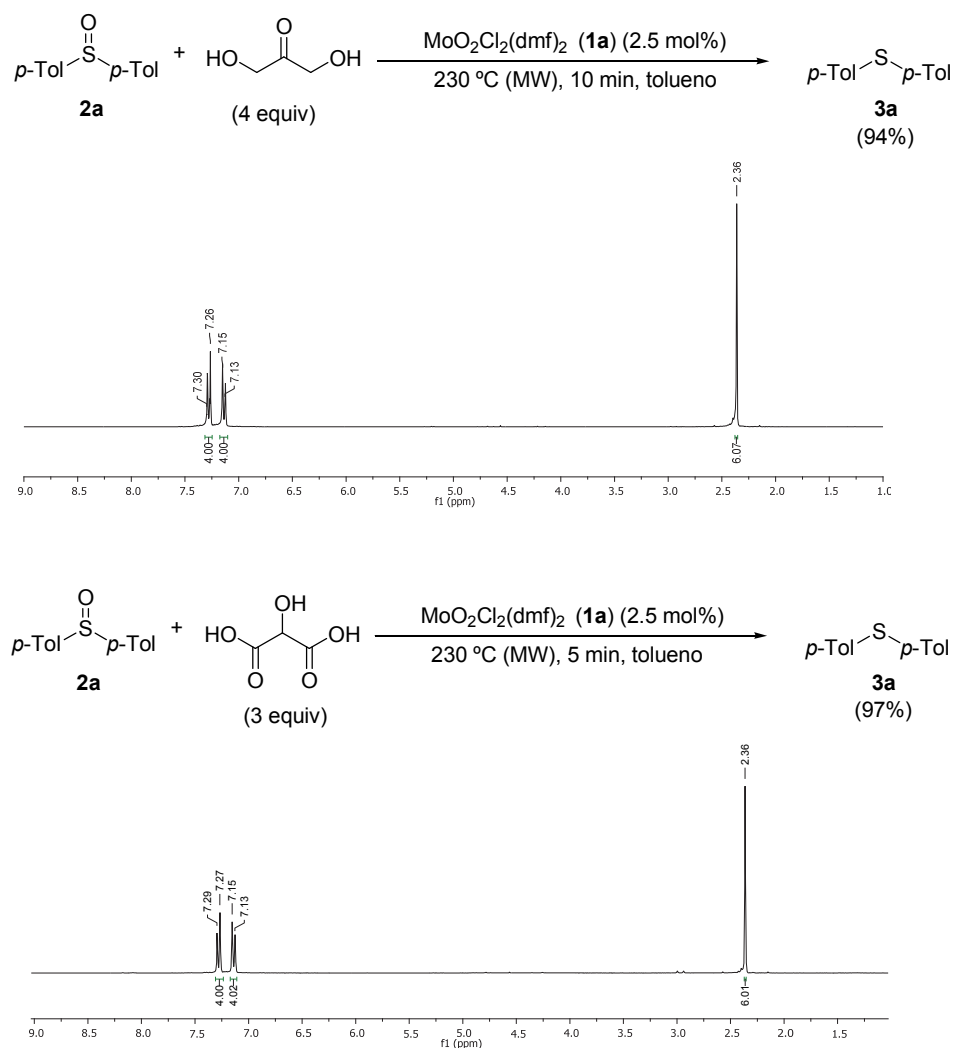 O
S
p-Tol p-Tol
2a
+
O
HO OH
(4 equiv)
MoO2Cl2(dmf)2 (1a) (2.5 mol%)
230 ºC (MW), 10 min, tolueno
S
p-Tol p-Tol
3a
(94%)
7.30
7.26
7.15
7.13
2.36
4.00
4.00
6.07
9.0 8.5 8.0 7.5 7.0 6.5 6.0 5.5 5.0 4.5 4.0 3.5 3.0 2.5 2.0 1.5 1.0
f1 (ppm)
O
S
p-Tol p-Tol
2a
+
OH
HO OH
O O
(3 equiv)
MoO2Cl2(dmf)2 (1a) (2.5 mol%)
230 ºC (MW), 5 min, tolueno
S
p-Tol p-Tol
3a
(97%)
7.29
7.27
7.15
7.13
2.36
4.00
4.02
6.01
9.0 8.5 8.0 7.5 7.0 6.5 6.0 5.5 5.0 4.5 4.0 3.5 3.0 2.5 2.0 1.5
f1 (ppm)